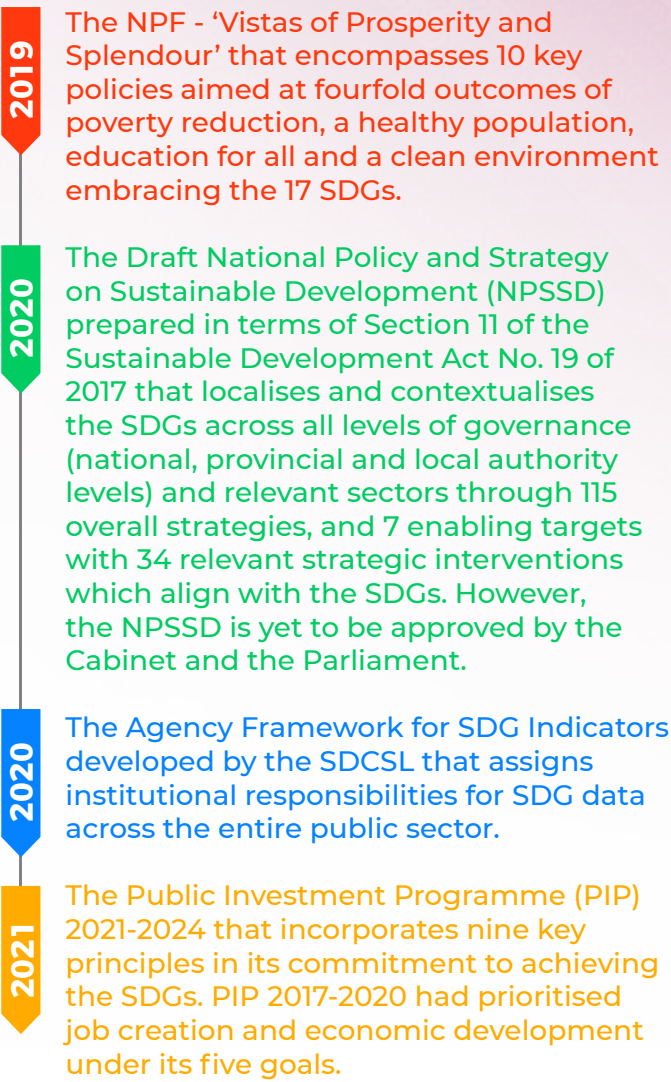 2019
The NPF - ‘Vistas of Prosperity and
Splendour’ that encompasses 10 key
policies aimed at fourfold outcomes of
poverty reduction, a healthy population,
education for all and a clean environment
embracing the 17 SDGs.
2020
The Draft National Policy and Strategy
on Sustainable Development (NPSSD)
prepared in terms of Section 11 of the
Sustainable Development Act No. 19 of
2017 that localises and contextualises
the SDGs across all levels of governance
(national, provincial and local authority
levels) and relevant sectors through 115
overall strategies, and 7 enabling targets
with 34 relevant strategic interventions
which align with the SDGs. However,
the NPSSD is yet to be approved by the
Cabinet and the Parliament.
2020
The Agency Framework for SDG Indicators
developed by the SDCSL that assigns
institutional responsibilities for SDG data
across the entire public sector.
2021
The Public Investment Programme (PIP)
2021-2024 that incorporates nine key
principles in its commitment to achieving
the SDGs. PIP 2017-2020 had prioritised
job creation and economic development
under its five goals.